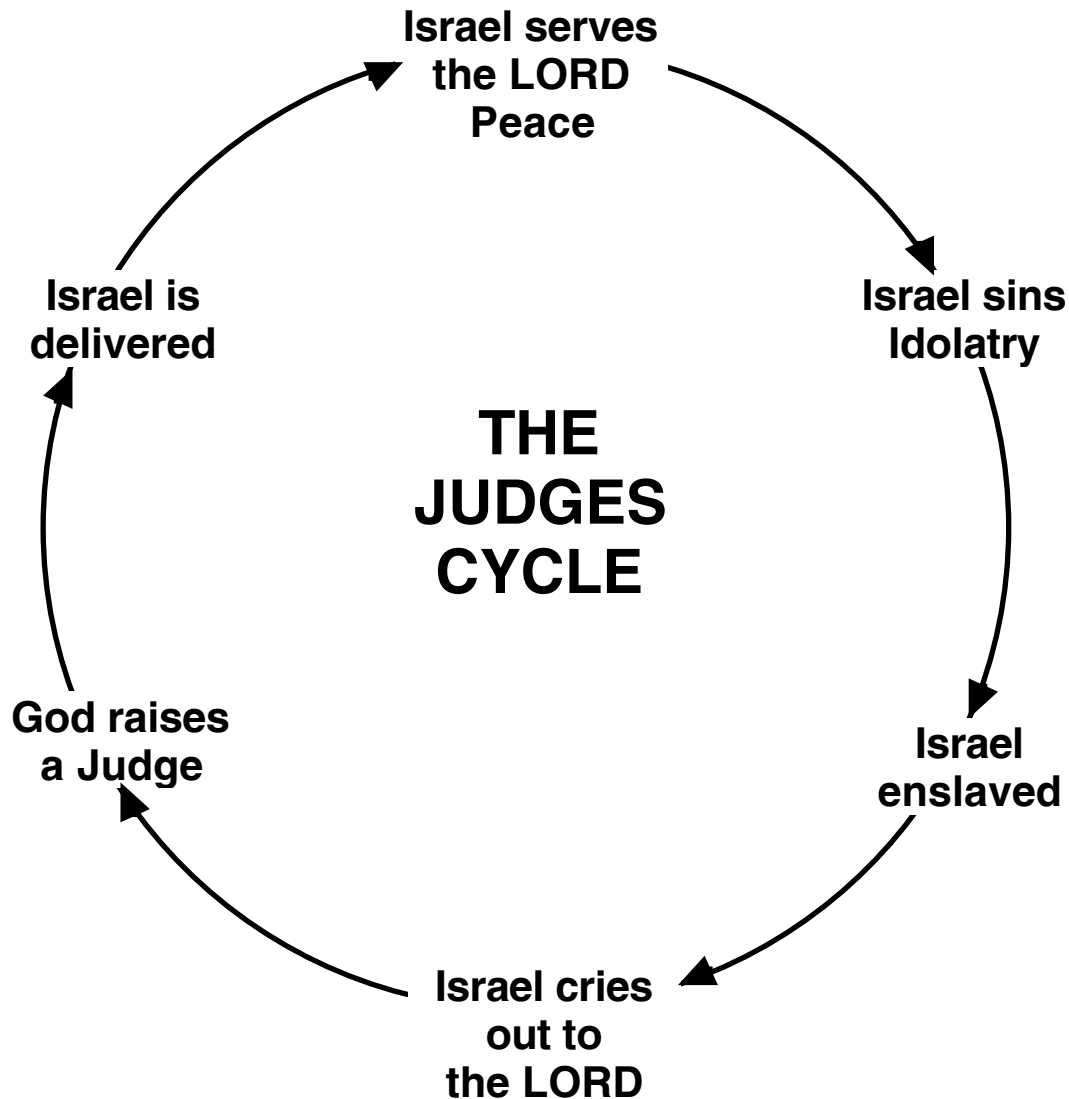 Israel serves
the LORD
Peace
Israel sins
Idolatry
Israel
enslaved
Israel cries
out to
the LORD
God raises
a Judge
Israel is
delivered
THE
JUDGES
CYCLE